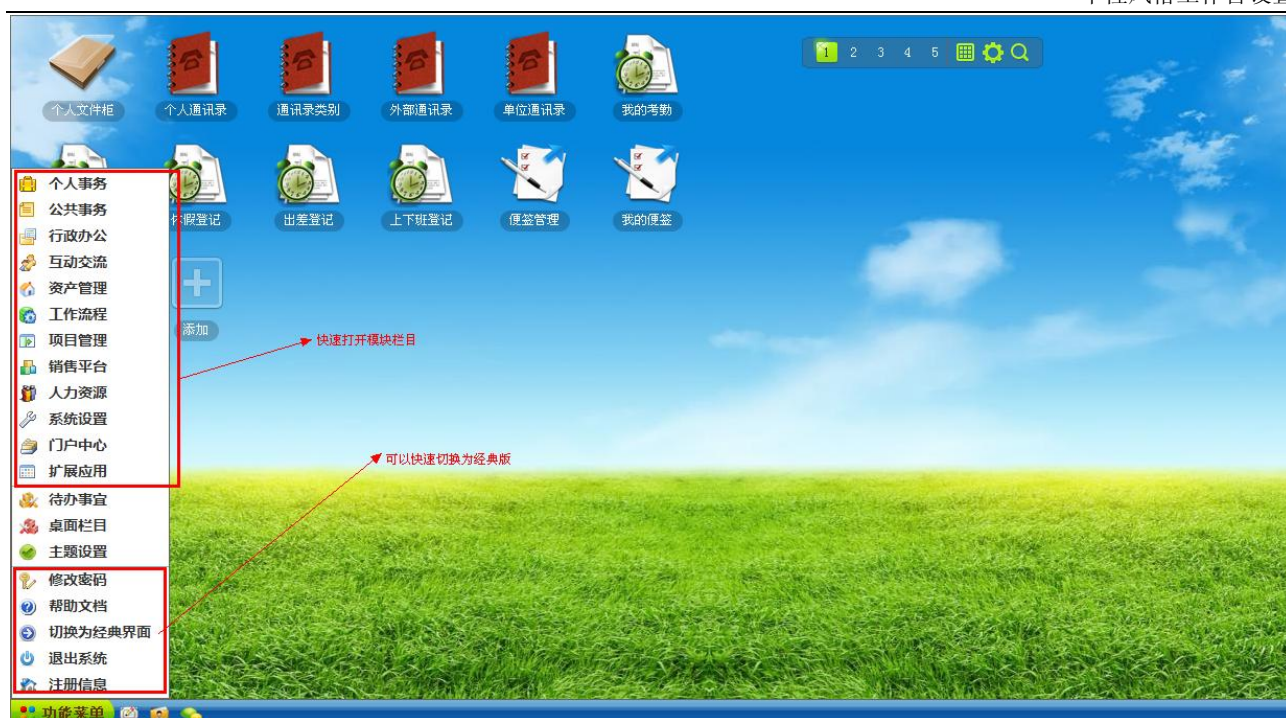 1 2 3 4 5
个人文件柜 个人通讯录 通讯录类别 外部通讯录 单位通讯录 我的考勤
休假登记 出差登记 上下班登记 便签管理 我的便签
添加
个人事务
公共事务
行政办公
互动交流
资产管理
工作流程
项目管理
销售平台
人力资源
系统设置
门户中心
扩展应用
待办事宜
桌面栏目
主题设置
修改密码
帮助文档
切换为经典界面
退出系统
注册信息
快速打开模块栏目
可以快速切换为经典版
功能菜单